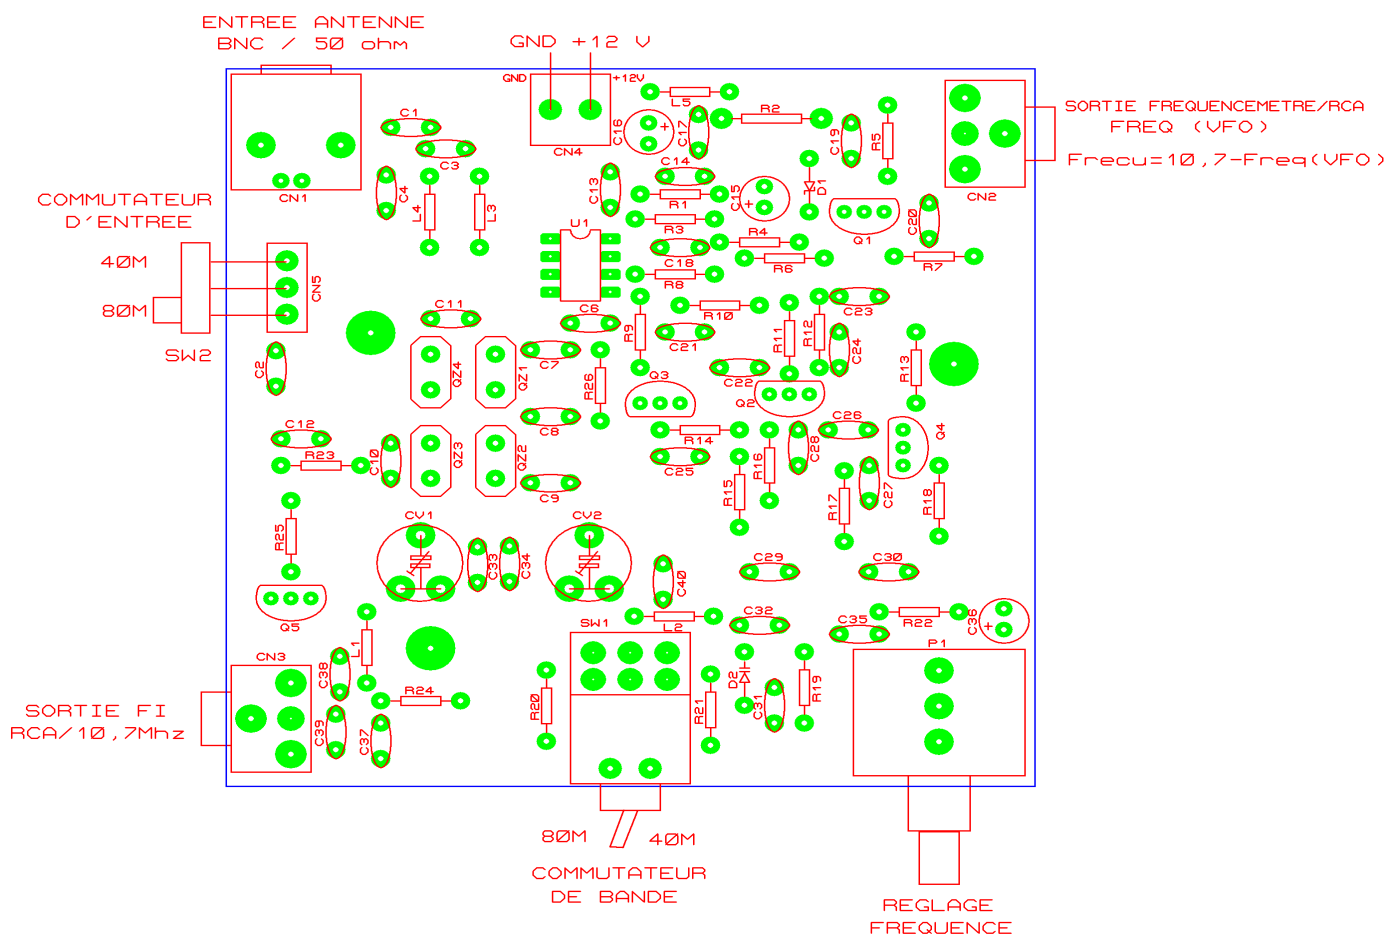 ENTREE ANTENNE
BNC / 50 ohm
GND +12 V
GND
+12V
CN4
CN1
L5
R2
C16
C17
C19
R5
SORTIE FREQUENCEMETRE/RCA
FREQ (VFO)
Frecu=10,7-Freq(VFO)
CN2
C1
C3
C4
L4
L3
C13
C14
R1
C15
D1
R3
U1
C18
R4
R6
R8
Q1
C20
R7
COMMUTATEUR
D'ENTREE
40M
80M
SW2
CN5
C2
C11
C6
R9
R10
C21
R11
R12
C23
C24
R13
QZ4
QZ1
C7
R26
Q3
C22
Q2
C12
R23
C10
QZ3
QZ2
C8
C9
R14
C25
R15
R16
C28
C26
Q4
C27
R17
R18
R25
CV1
CV2
C33
C34
C40
C29
C30
Q5
L1
SW1
L2
C32
C35
R22
C36
P1
CN3
C38
R24
C39
C37
R20
R21
D2
C31
R19
SORTIE FI
RCA/10,7Mhz
80M
40M
COMMUTATEUR
DE BANDE
REGLAGE
FREQUENCE